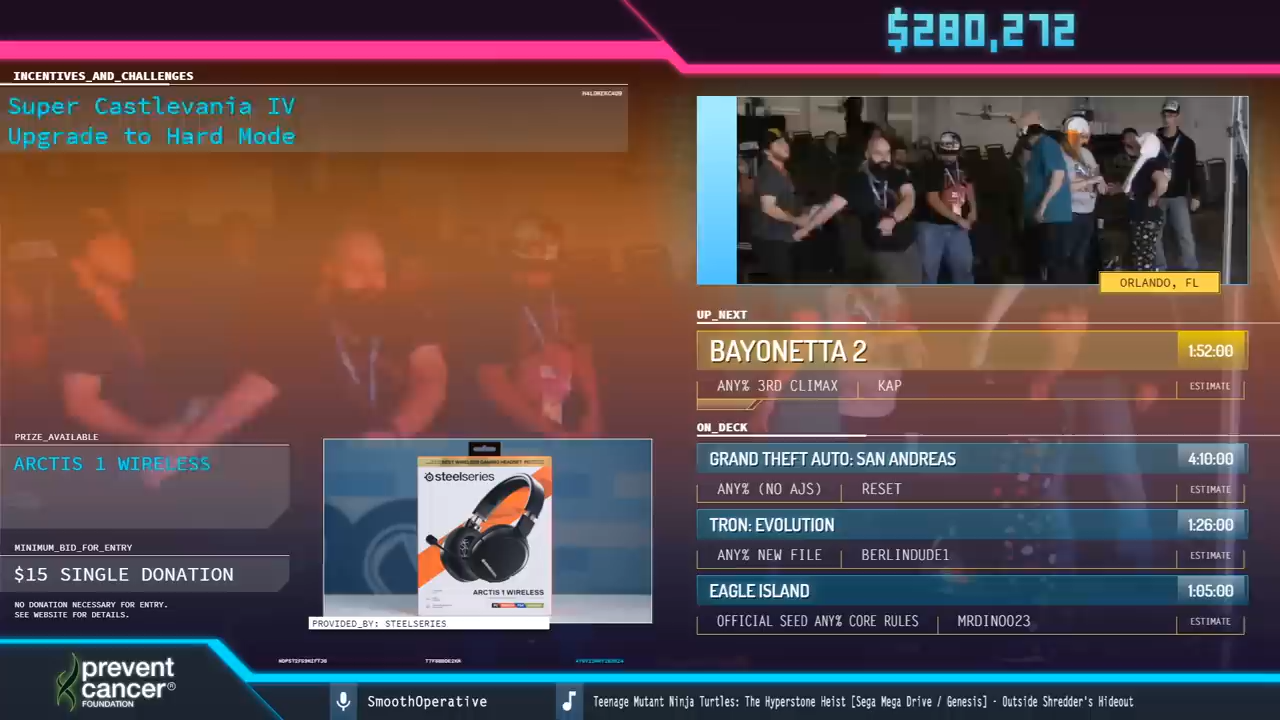 $280,272
INCENTIVES_AND_CHALLENGES
Super Castlevania IV
Upgrade to Hard Mode
ORLANDO, FL
UP_NEXT
BAYONETTA 2
1:52:00
ANY% 3RD CLIMAX
KAP
ESTIMATE
ON_DECK
GRAND THEFT AUTO: SAN ANDREAS
4:10:00
ANY% (NO AJS)
RESET
ESTIMATE
TRON: EVOLUTION
1:26:00
ANY% NEW FILE
BERLINDUDE1
ESTIMATE
EAGLE ISLAND
1:05:00
OFFICIAL SEED ANY% CORE RULES
MRDINO023
ESTIMATE
PRIZE_AVAILABLE
ARCTIS 1 WIRELESS
MINIMUM_BID_FOR_ENTRY
$15 SINGLE DONATION
NO DONATION NECESSARY FOR ENTRY.
SEE WEBSITE FOR DETAILS.
steelseries
ARCTIS 1 WIRELESS
PROVIDED_BY: STEELSERIES
prevent
cancer®
FOUNDATION
SmoothOperative
Teenage Mutant Ninja Turtles: The Hyperstone Heist [Sega Mega Drive / Genesis] - Outside Shredder's Hideout